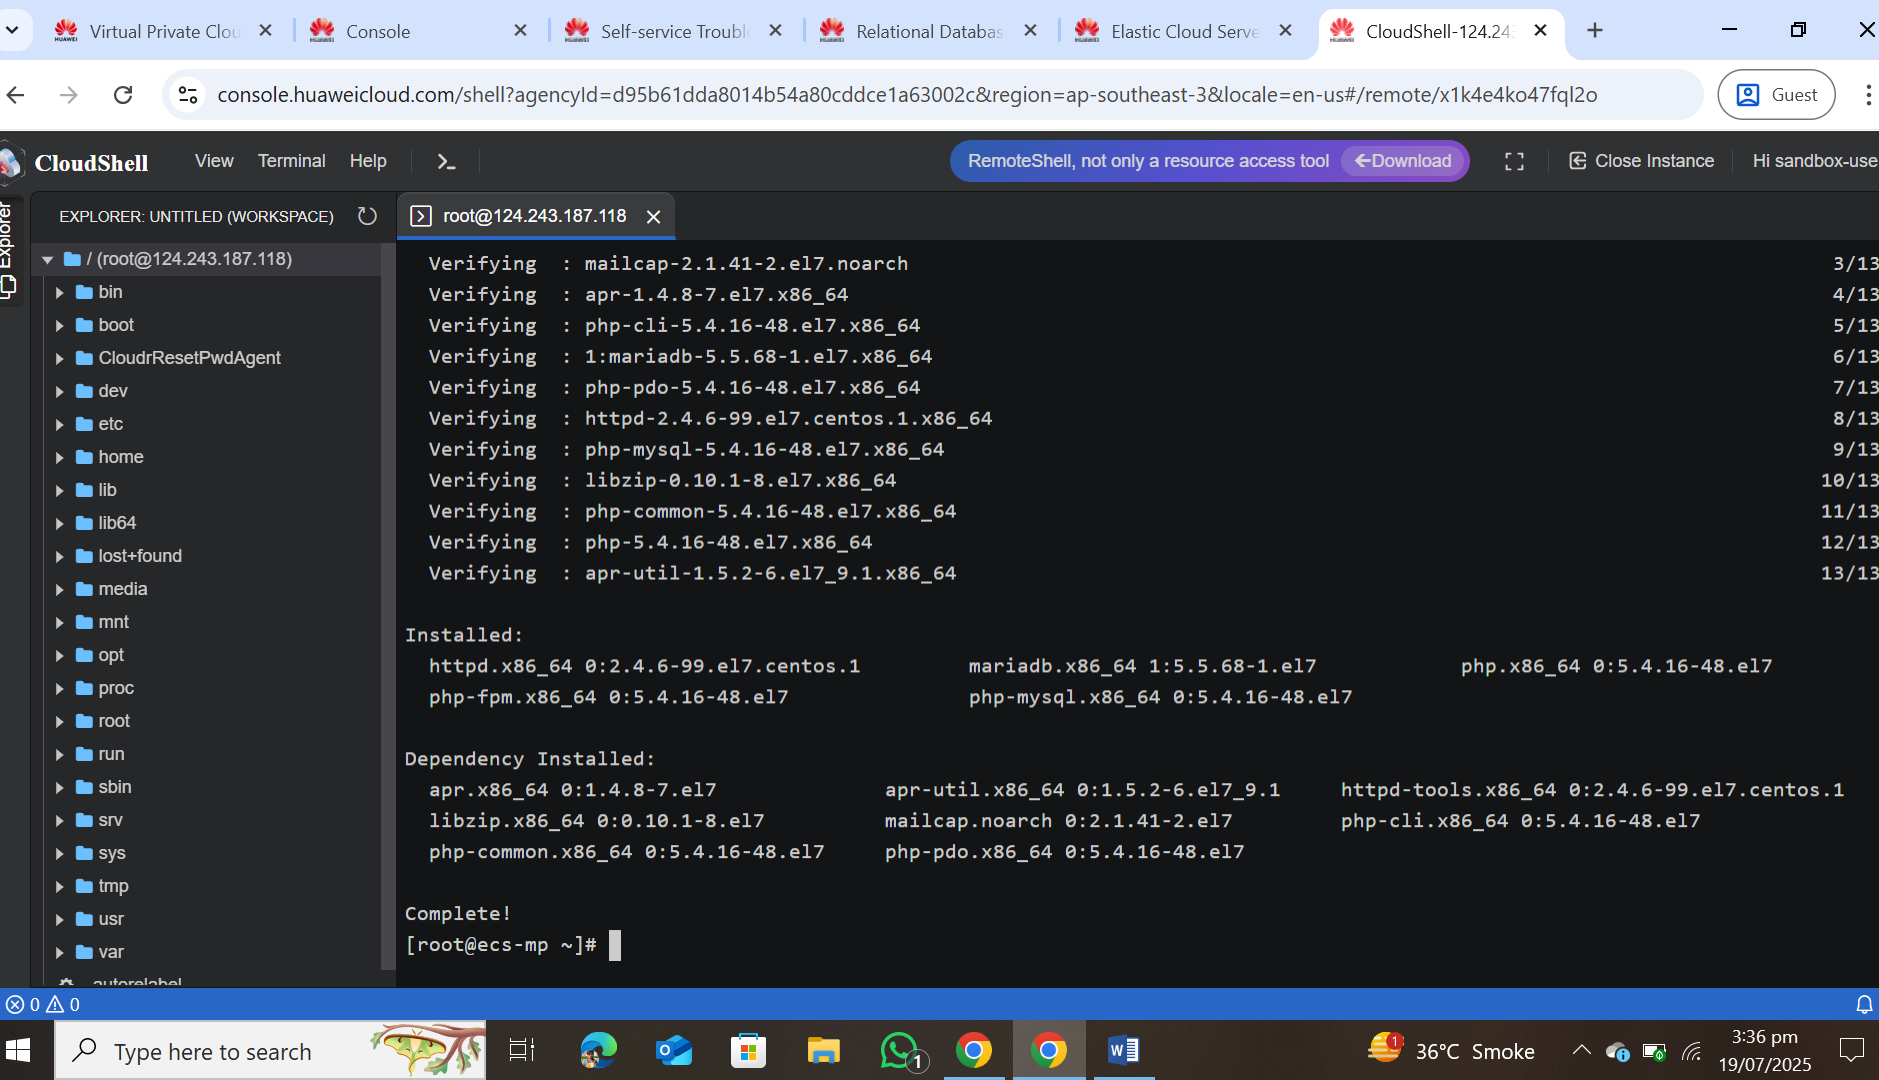 Virtual Private Clou
Console
Self-service Trouble
Relational Databas
Elastic Cloud Serve
CloudShell-124.243
console.huaweicloud.com/shell?agencyId=d95b61dda8014b54a80cddce1a63002c&region=ap-southeast-3&locale=en-us#/remote/x1k4e4ko47fql2o
Guest
CloudShell
View
Terminal
Help
RemoteShell, not only a resource access tool
Download
Close Instance
Hi sandbox-use
Explorer
EXPLORER: UNTITLED (WORKSPACE)
root@124.243.187.118
/ (root@124.243.187.118)
bin
boot
CloudrResetPwdAgent
dev
etc
home
lib
lib64
lost+found
media
mnt
opt
proc
root
run
sbin
srv
sys
tmp
usr
var
autorelabel
Verifying : mailcap-2.1.41-2.el7.noarch 3/13
Verifying : apr-1.4.8-7.el7.x86_64 4/13
Verifying : php-cli-5.4.16-48.el7.x86_64 5/13
Verifying : 1:mariadb-5.5.68-1.el7.x86_64 6/13
Verifying : php-pdo-5.4.16-48.el7.x86_64 7/13
Verifying : httpd-2.4.6-99.el7.centos.1.x86_64 8/13
Verifying : php-mysql-5.4.16-48.el7.x86_64 9/13
Verifying : libzip-0.10.1-8.el7.x86_64 10/13
Verifying : php-common-5.4.16-48.el7.x86_64 11/13
Verifying : php-5.4.16-48.el7.x86_64 12/13
Verifying : apr-util-1.5.2-6.el7_9.1.x86_64 13/13
Installed:
httpd.x86_64 0:2.4.6-99.el7.centos.1 mariadb.x86_64 1:5.5.68-1.el7 php.x86_64 0:5.4.16-48.el7
php-fpm.x86_64 0:5.4.16-48.el7 php-mysql.x86_64 0:5.4.16-48.el7
Dependency Installed:
apr.x86_64 0:1.4.8-7.el7 apr-util.x86_64 0:1.5.2-6.el7_9.1 httpd-tools.x86_64 0:2.4.6-99.el7.centos.1
libzip.x86_64 0:0.10.1-8.el7 mailcap.noarch 0:2.1.41-2.el7 php-cli.x86_64 0:5.4.16-48.el7
php-common.x86_64 0:5.4.16-48.el7 php-pdo.x86_64 0:5.4.16-48.el7
Complete!
[root@ecs-mp ~]#
0 0
Type here to search
1
1
36°C Smoke
3:36 pm
19/07/2025